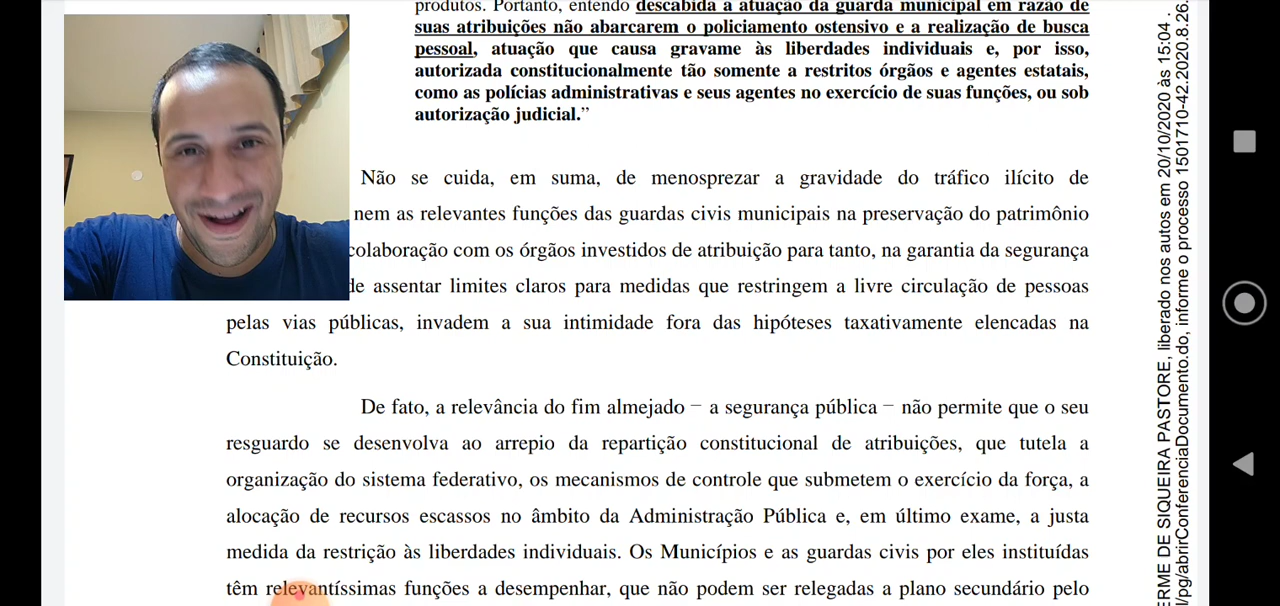 produtos. Portanto, entendo descabida a atuação da guarda municipal em razão de
suas atribuições não abarcarem o policiamento ostensivo e a realização de busca
pessoal, atuação que causa gravame às liberdades individuais e, por isso,
autorizada constitucionalmente tão somente a restritos órgãos e agentes estatais,
como as polícias administrativas e seus agentes no exercício de suas funções, ou sob
autorização judicial.”
Não se cuida, em suma, de menosprezar a gravidade do tráfico ilícito de
nem as relevantes funções das guardas civis municipais na preservação do patrimônio
colaboração com os órgãos investidos de atribuição para tanto, na garantia da segurança
de assentar limites claros para medidas que restringem a livre circulação de pessoas
pelas vias públicas, invadem a sua intimidade fora das hipóteses taxativamente elencadas na
Constituição.
De fato, a relevância do fim almejado − a segurança pública − não permite que o seu
resguardo se desenvolva ao arrepio da repartição constitucional de atribuições, que tutela a
organização do sistema federativo, os mecanismos de controle que submetem o exercício da força, a
alocação de recursos escassos no âmbito da Administração Pública e, em último exame, a justa
medida da restrição às liberdades individuais. Os Municípios e as guardas civis por eles instituídas
têm relevantíssimas funções a desempenhar, que não podem ser relegadas a plano secundário pelo
ERME DE SIQUEIRA PASTORE, liberado nos autos em 20/10/2020 às 15:04 .
/pg/abrirConferenciaDocumento.do, informe o processo 1501710-42.2020.8.26.